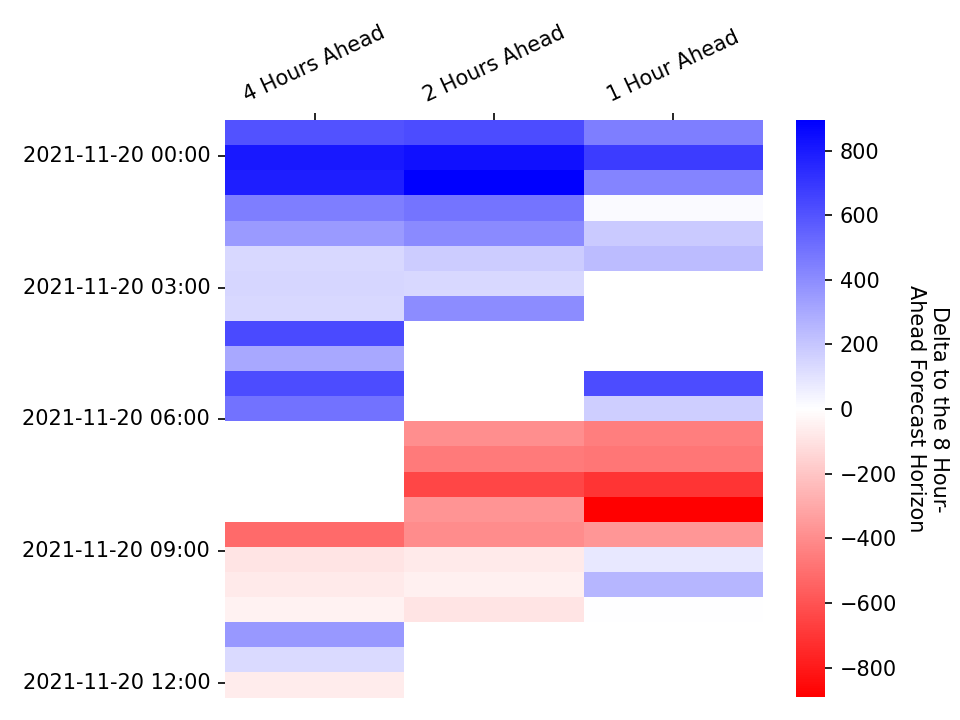 4 Hours Ahead
2 Hours Ahead
1 Hour Ahead
2021-11-20 00:00
2021-11-20 03:00
2021-11-20 06:00
2021-11-20 09:00
2021-11-20 12:00
800
600
400
200
0
−200
−400
−600
−800
Delta to the 8 Hour-
Ahead Forecast Horizon